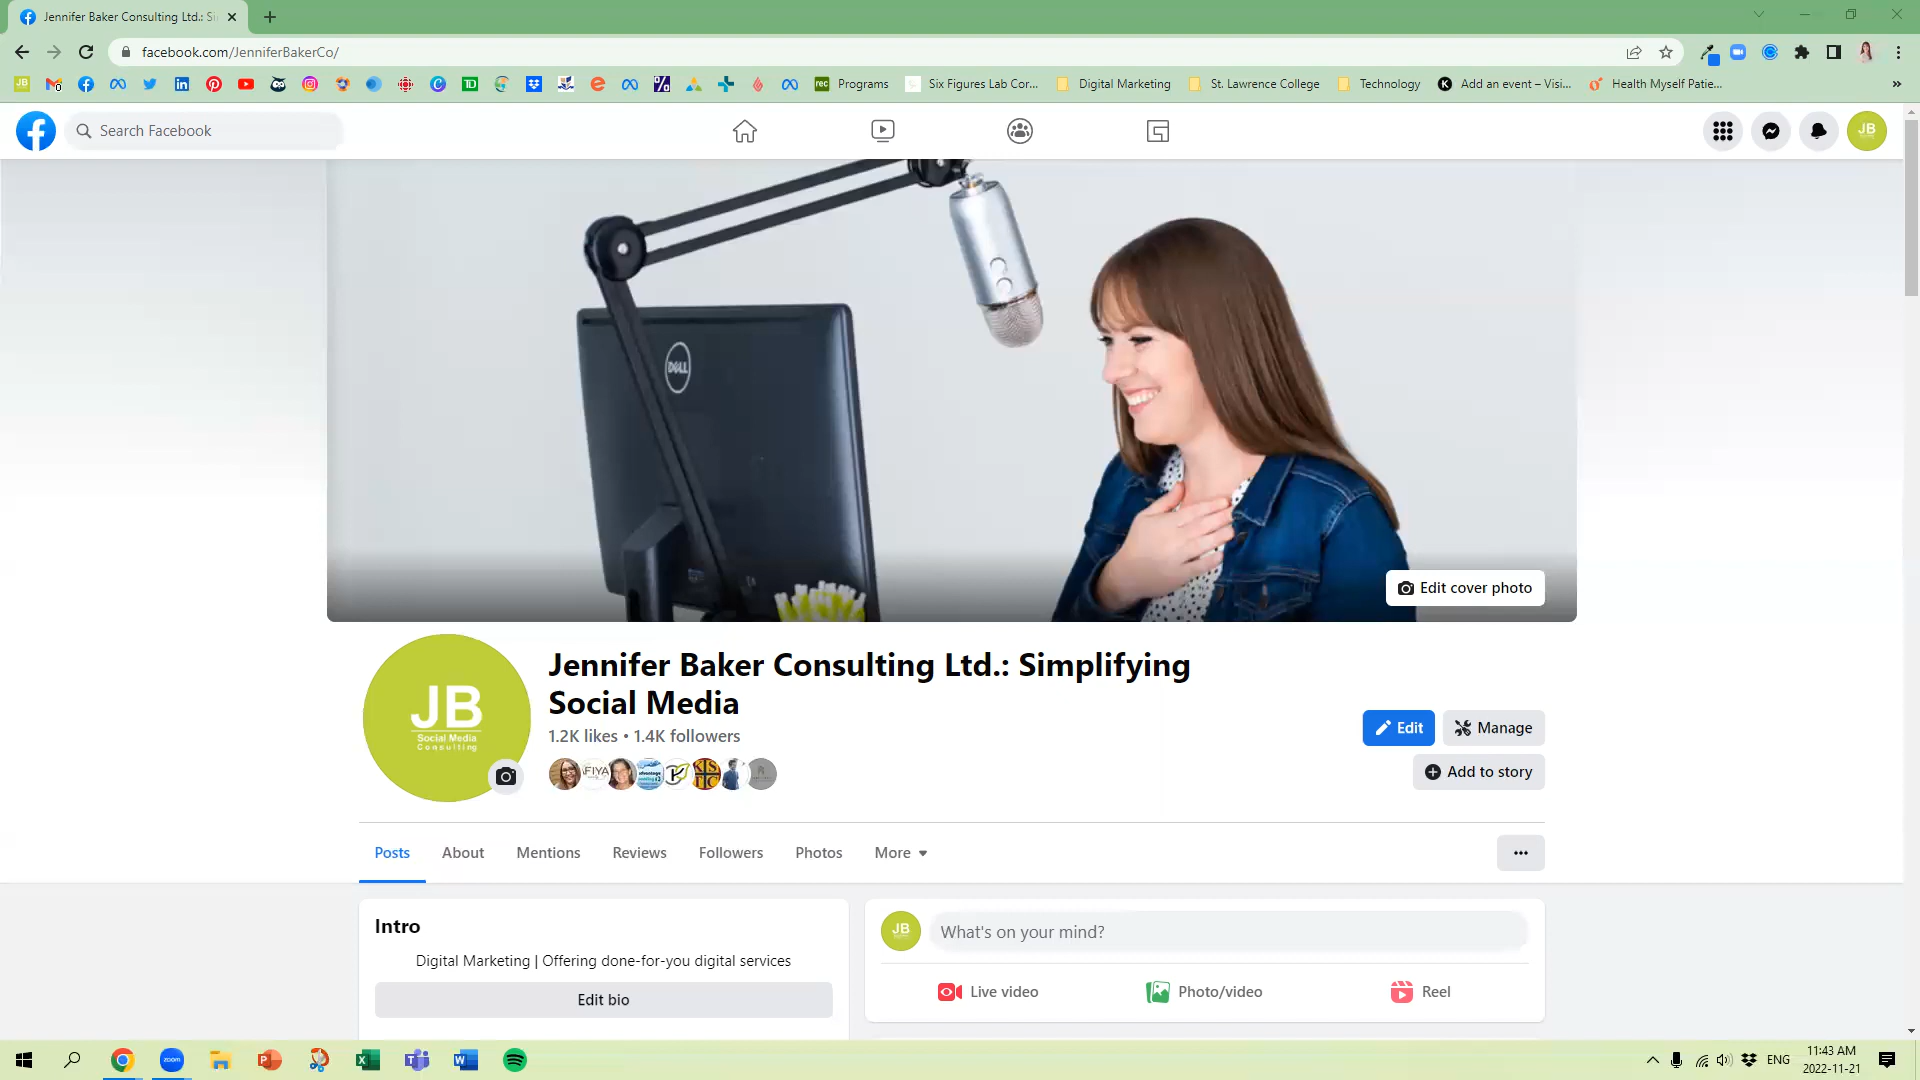 Jennifer Baker Consulting Ltd.: Si
facebook.com/JenniferBakerCo/
Programs
Six Figures Lab Cor...
Digital Marketing
St. Lawrence College
Technology
Add an event – Visi...
Health Myself Patie...
Search Facebook
JB
DELL
Edit cover photo
JB
Social Media
Consulting
Jennifer Baker Consulting Ltd.: Simplifying
Social Media
1.2K likes • 1.4K followers
Edit
Manage
Add to story
Posts
About
Mentions
Reviews
Followers
Photos
More
Intro
Digital Marketing | Offering done-for-you digital services
Edit bio
JB
What's on your mind?
Live video
Photo/video
Reel
zoom
ENG
11:43 AM
2022-11-21